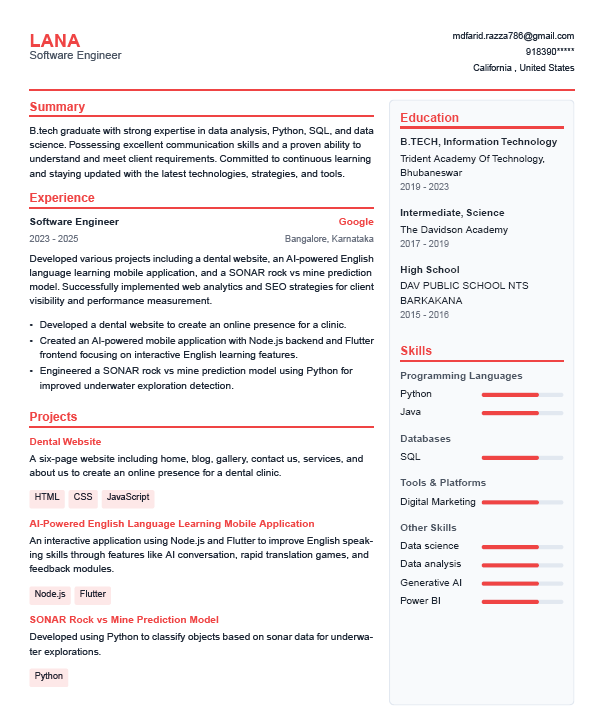 LANA
Software Engineer
mdfarid.razza786@gmail.com
918390*****
California , United States
Summary
B.tech graduate with strong expertise in data analysis, Python, SQL, and data
science. Possessing excellent communication skills and a proven ability to
understand and meet client requirements. Committed to continuous learning
and staying updated with the latest technologies, strategies, and tools.
Experience
Software Engineer Google
2023 - 2025 Bangalore, Karnataka
Developed various projects including a dental website, an AI-powered English
language learning mobile application, and a SONAR rock vs mine prediction
model. Successfully implemented web analytics and SEO strategies for client
visibility and performance measurement.
• Developed a dental website to create an online presence for a clinic.
• Created an AI-powered mobile application with Node.js backend and Flutter
frontend focusing on interactive English learning features.
• Engineered a SONAR rock vs mine prediction model using Python for
improved underwater exploration detection.
Projects
Dental Website
A six-page website including home, blog, gallery, contact us, services, and
about us to create an online presence for a dental clinic.
HTML CSS JavaScript
AI-Powered English Language Learning Mobile Application
An interactive application using Node.js and Flutter to improve English speak-
ing skills through features like AI conversation, rapid translation games, and
feedback modules.
Node.js Flutter
SONAR Rock vs Mine Prediction Model
Developed using Python to classify objects based on sonar data for underwa-
ter explorations.
Python
Education
B.TECH, Information Technology
Trident Academy Of Technology,
Bhubaneswar
2019 - 2023
Intermediate, Science
The Davidson Academy
2017 - 2019
High School
DAV PUBLIC SCHOOL NTS
BARKAKANA
2015 - 2016
Skills
Programming Languages
Python
Java
Databases
SQL
Tools & Platforms
Digital Marketing
Other Skills
Data science
Data analysis
Generative AI
Power BI